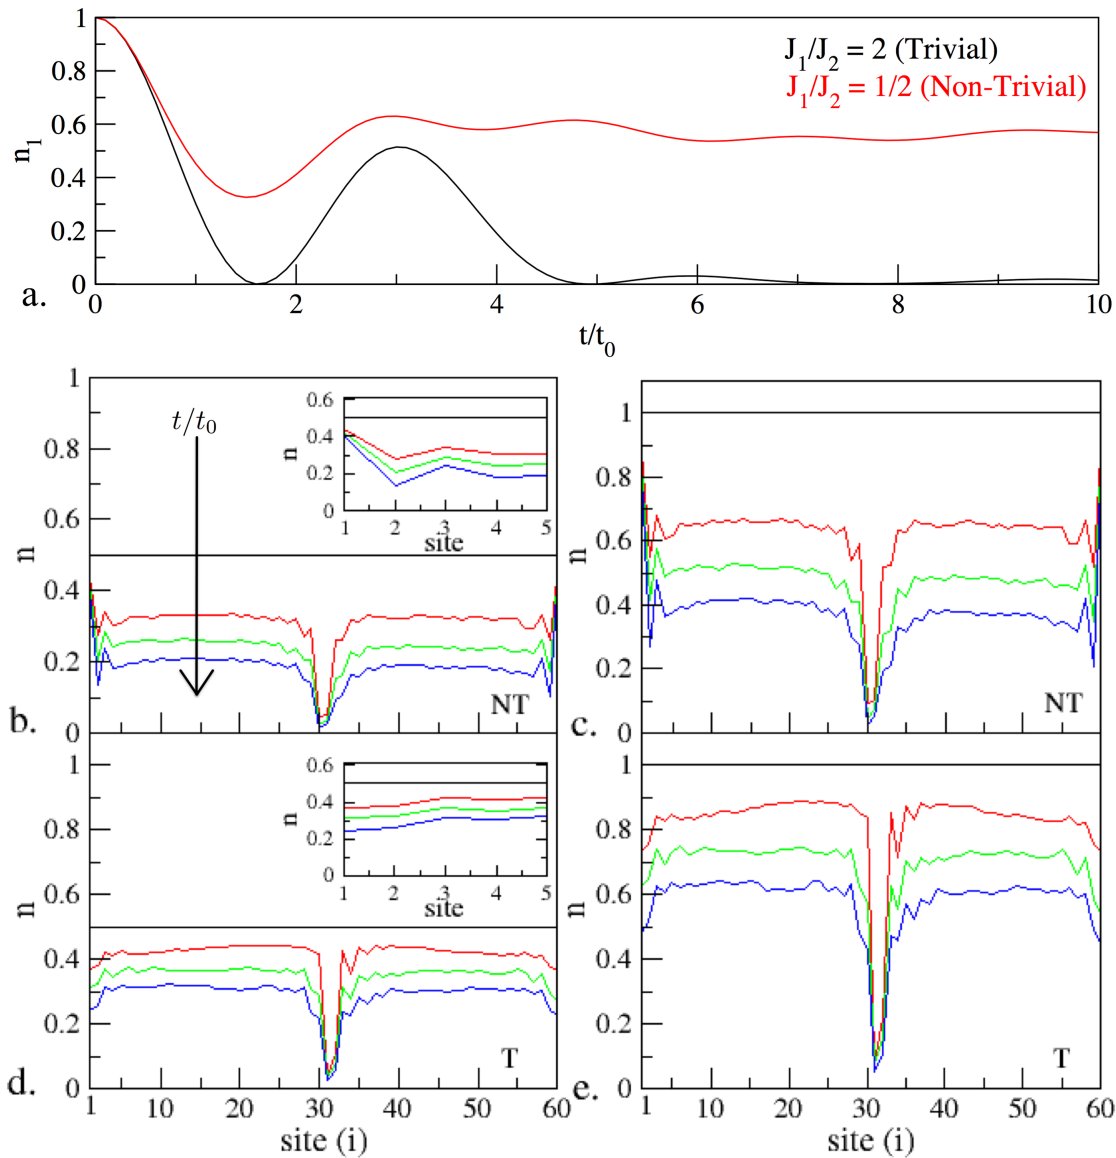 1
0.8
0.6
0.4
0.2
0
n1
J1/J2 = 2 (Trivial)
J1/J2 = 1/2 (Non-Trivial)
0 2 4 6 8 10
t/t0
a.
1
0.8
0.6
0.4
0.2
0
n
t/t0
0.6
0.4
0.2
0
n
1 2 3 4 5
site
NT
b.
1
0.8
0.6
0.4
0.2
0
n
NT
c.
1
0.8
0.6
0.4
0.2
0
n
0.6
0.4
0.2
0
n
1 2 3 4 5
site
T
d.
1 10 20 30 40 50 60
site (i)
1
0.8
0.6
0.4
0.2
0
n
T
e.
1 10 20 30 40 50 60
site (i)